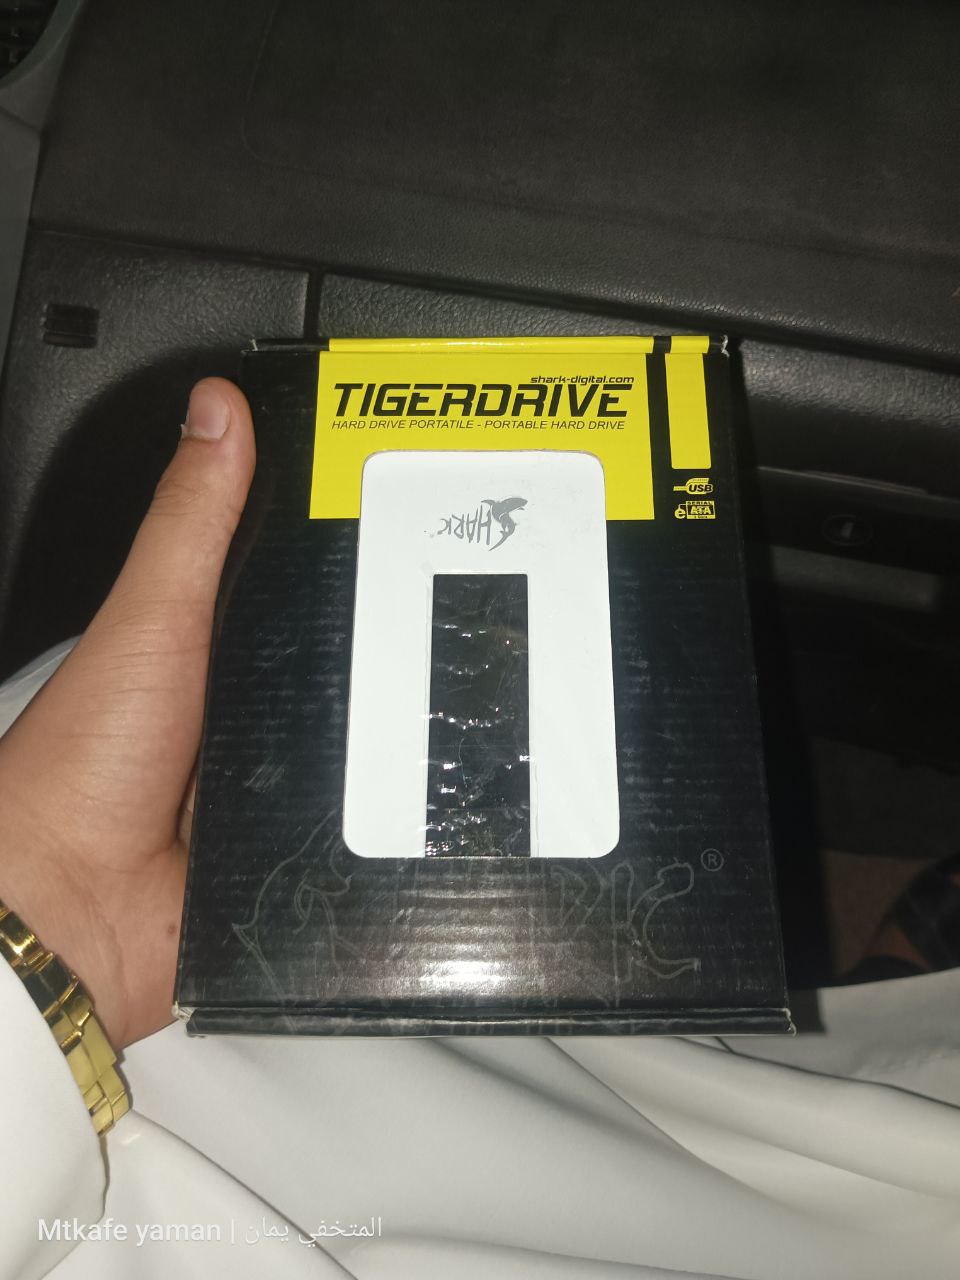 shark-digital.com
TIGERDRIVE
HARD DRIVE PORTATILE - PORTABLE HARD DRIVE
USB
e SERIAL ATA
SHARK
®
Mtkafe yaman | المتخفي يمان